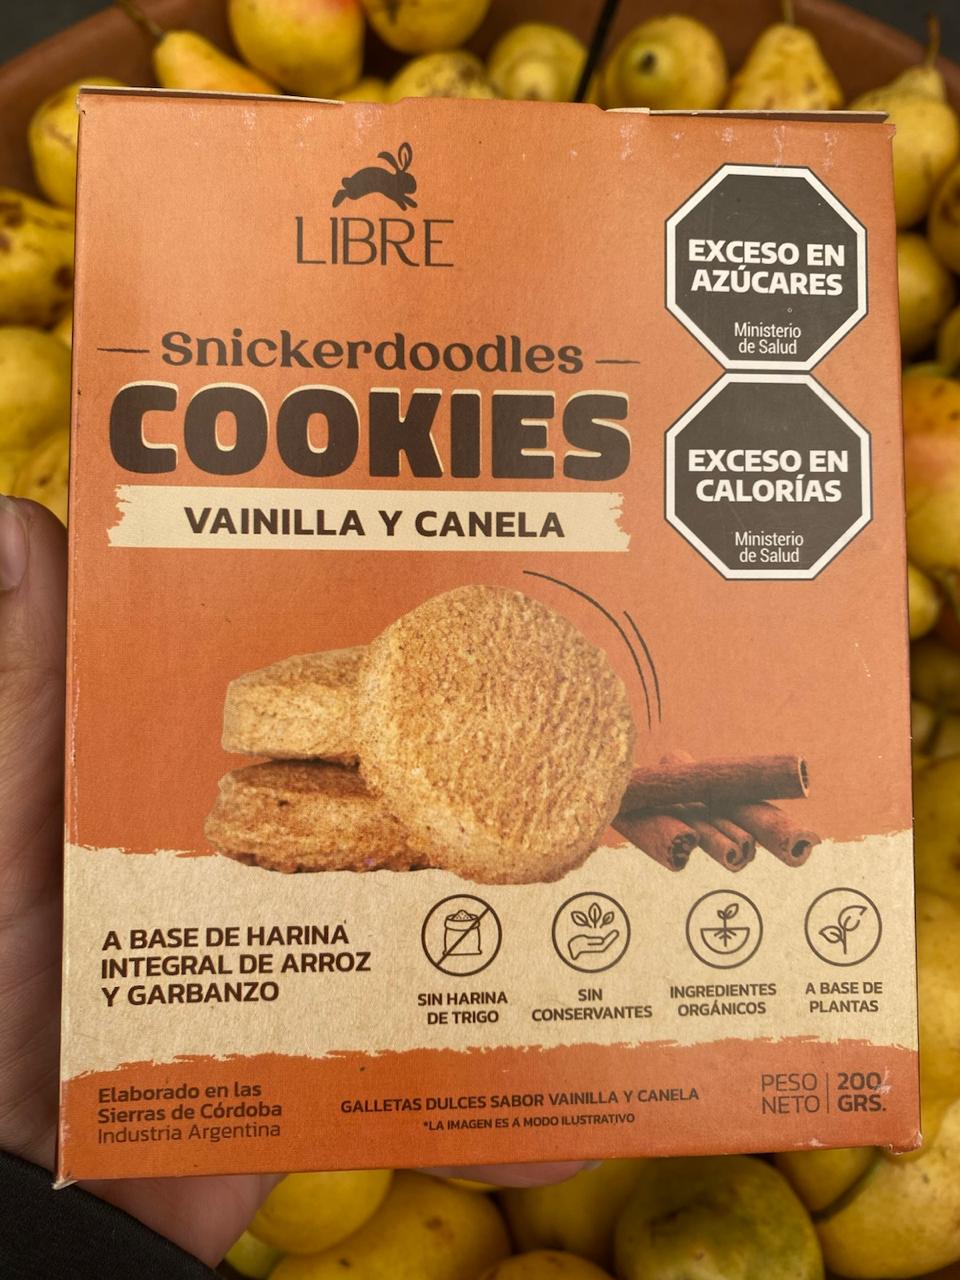 LIBRE
Snickerdoodles
COOKIES
VAINILLA Y CANELA
EXCESO EN
AZÚCARES
Ministerio
de Salud
EXCESO EN
CALORÍAS
Ministerio
de Salud
A BASE DE HARINA
INTEGRAL DE ARROZ
Y GARBANZO
SIN HARINA
DE TRIGO
SIN
CONSERVANTES
INGREDIENTES
ORGÁNICOS
A BASE DE
PLANTAS
Elaborado en las
Sierras de Córdoba
Industria Argentina
GALLETAS DULCES SABOR VAINILLA Y CANELA
*LA IMAGEN ES A MODO ILUSTRATIVO
PESO
NETO
200
GRS.